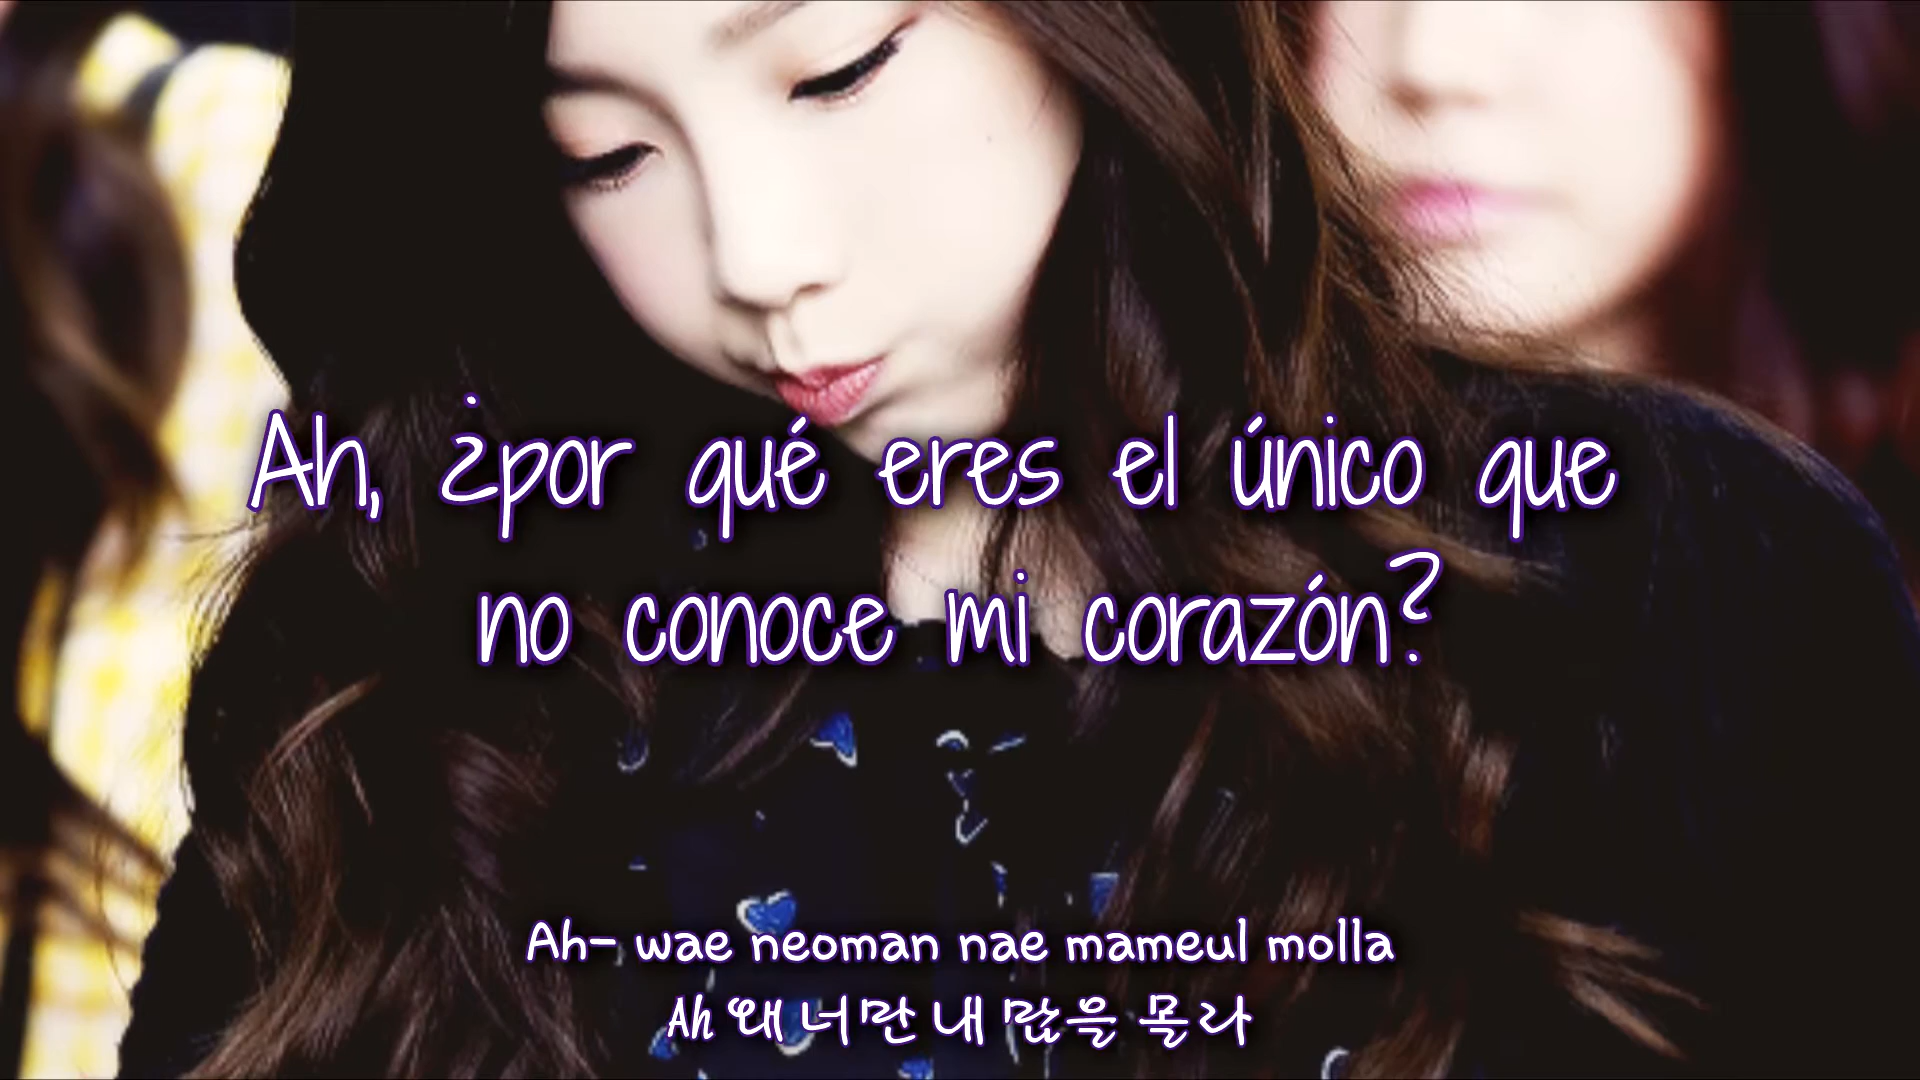 Ah, ¿por qué eres el único que
no conoce mi corazón?
Ah- wae neoman nae mameul molla
Ah 왜 너만 내 맘을 몰라